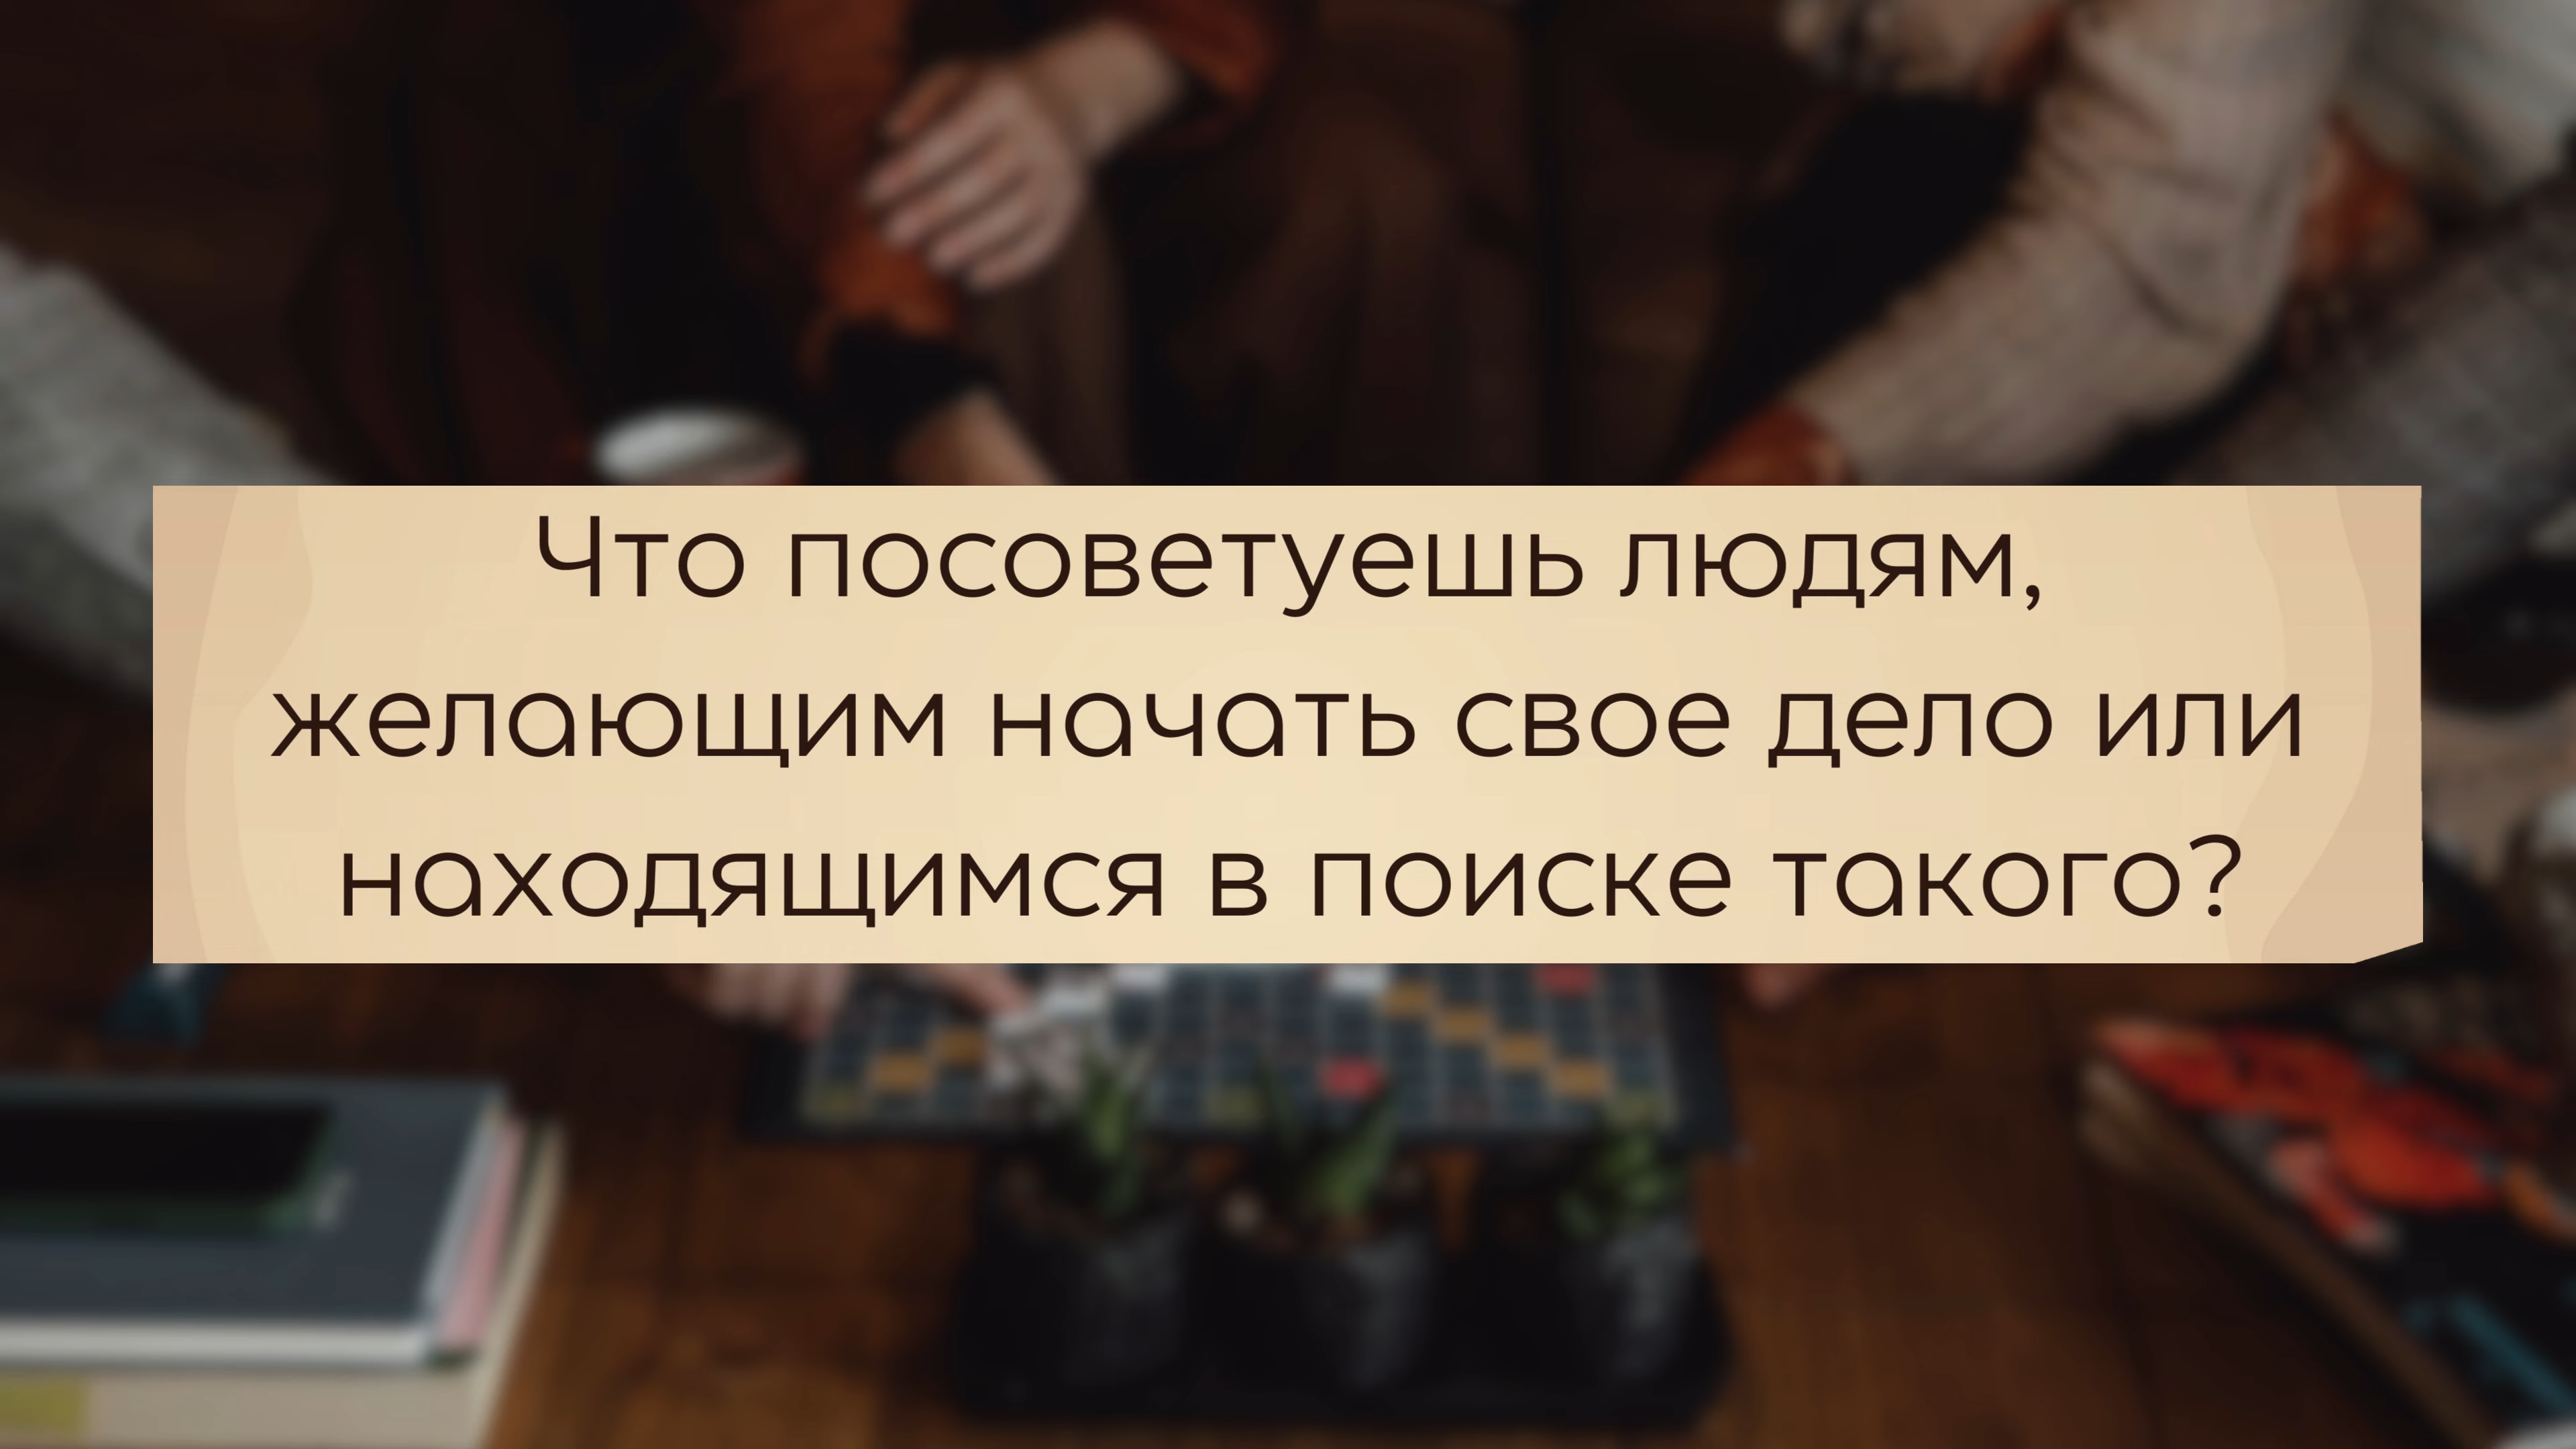 Что посоветуешь людям,
желающим начать свое дело или
находящимся в поиске такого?